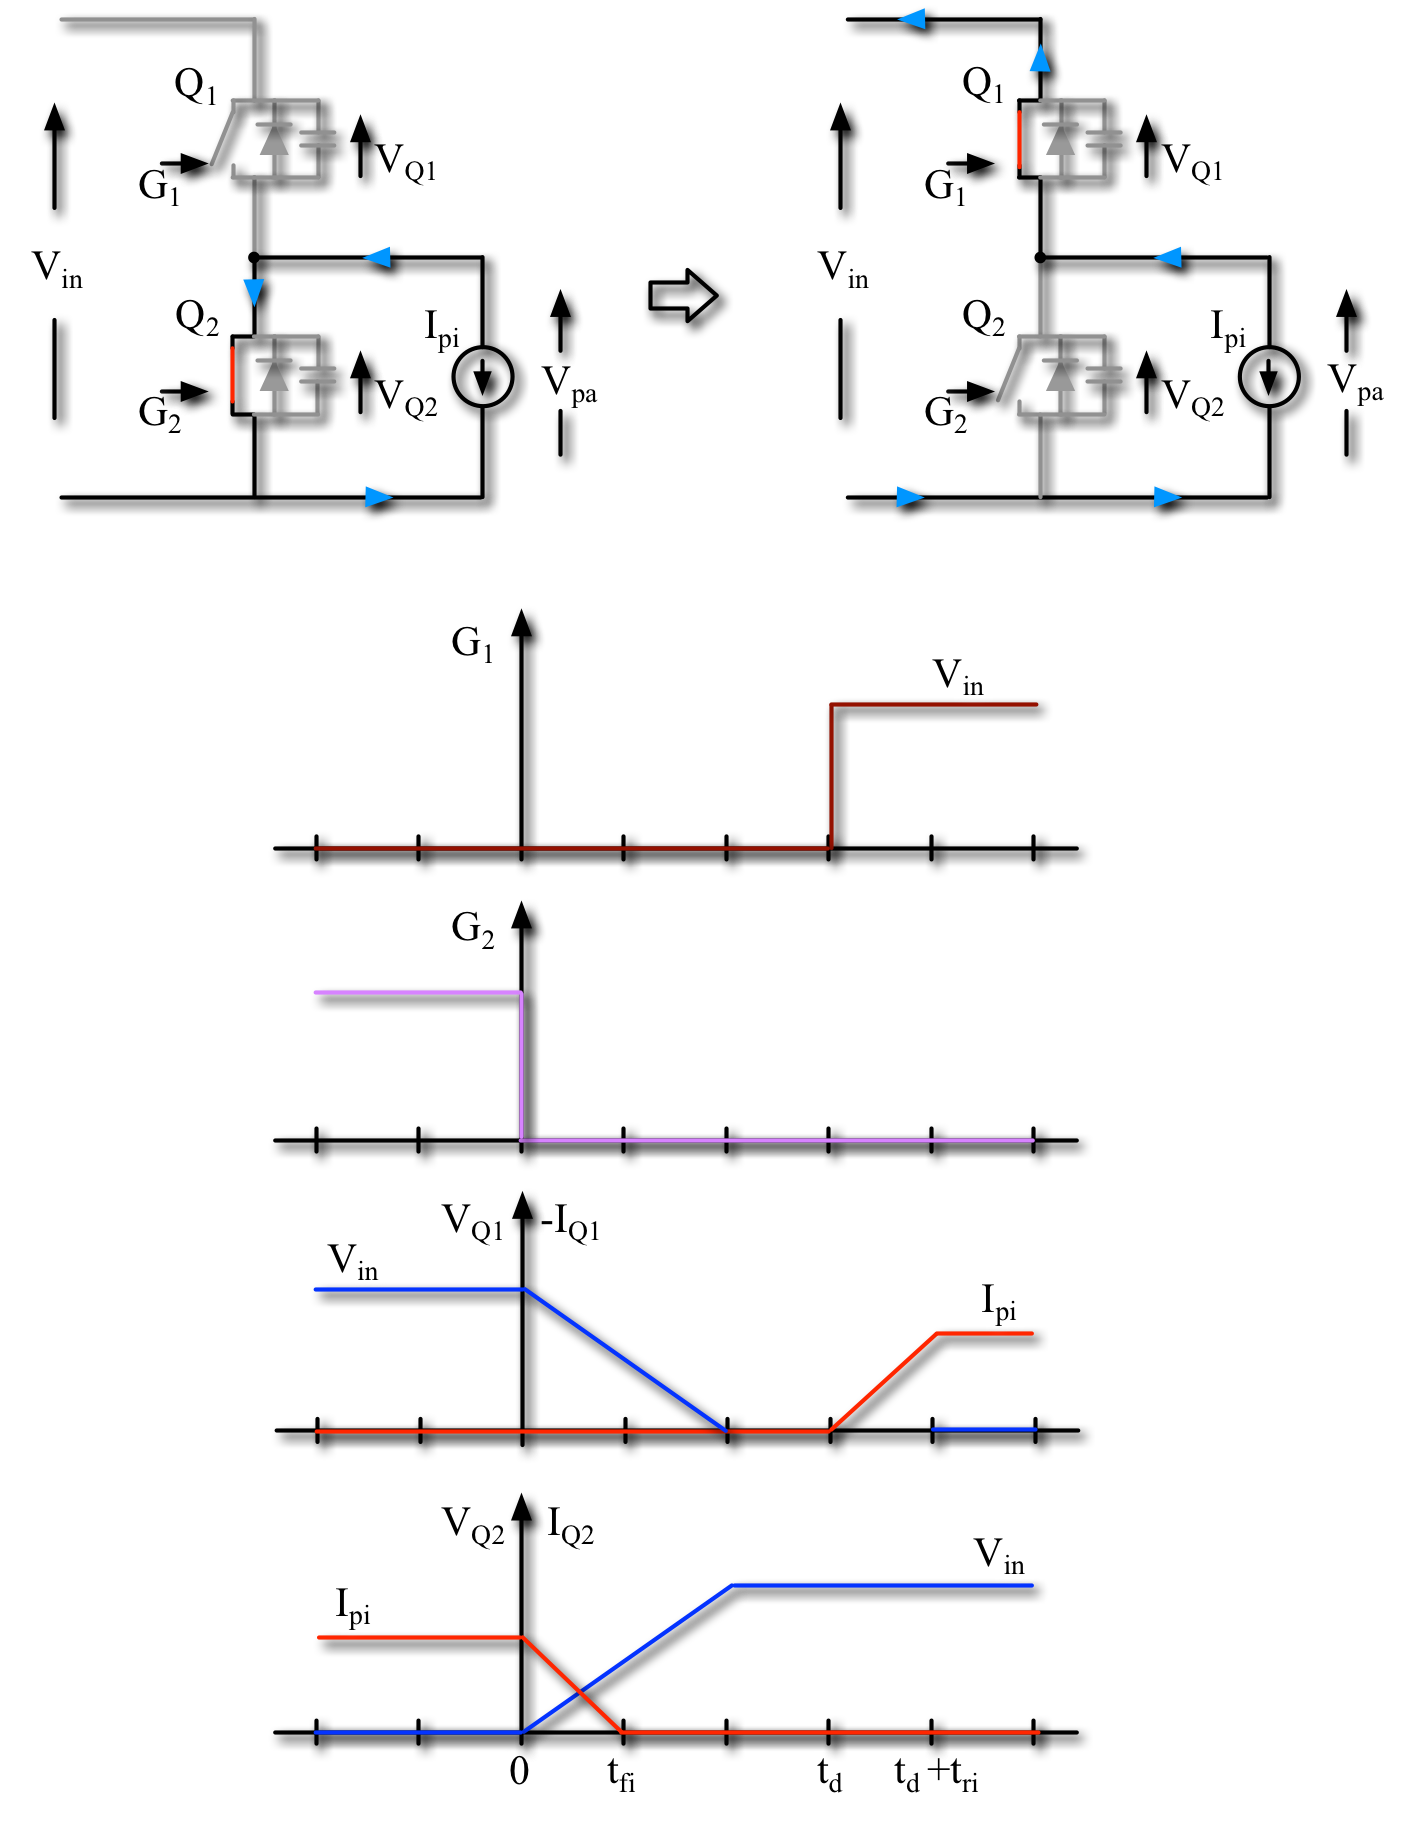 Q1 Q1
G1 VQ1 G1 VQ1
Vin Vin
Q2 Ipi Q2 Ipi
G2 VQ2 Vpa G2 VQ2 Vpa
G1
Vin
G2
VQ1 -IQ1
Vin
Ipi
VQ2 IQ2
Vin
Ipi
0 tfi td td +tri